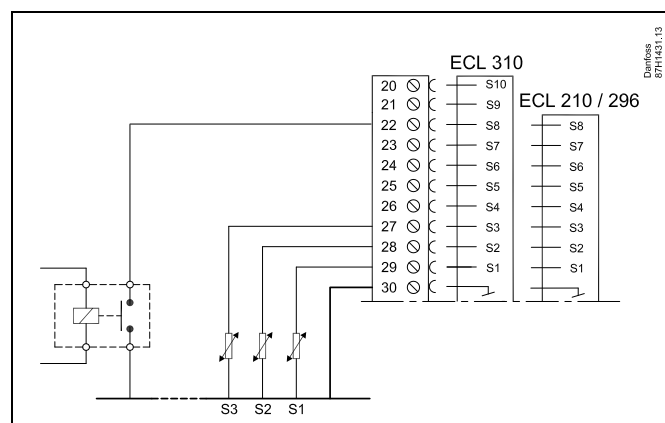 Danfoss
87H1431.13
ECL 310
ECL 210 / 296
20 S10
21 S9
22 S8 S8
23 S7 S7
24 S6 S6
25 S5 S5
26 S4 S4
27 S3 S3
28 S2 S2
29 S1 S1
30
S3 S2 S1